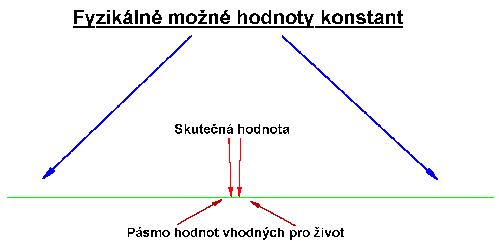 Fyzikálně možné hodnoty konstant
Skutečná hodnota
Pásmo hodnot vhodných pro život